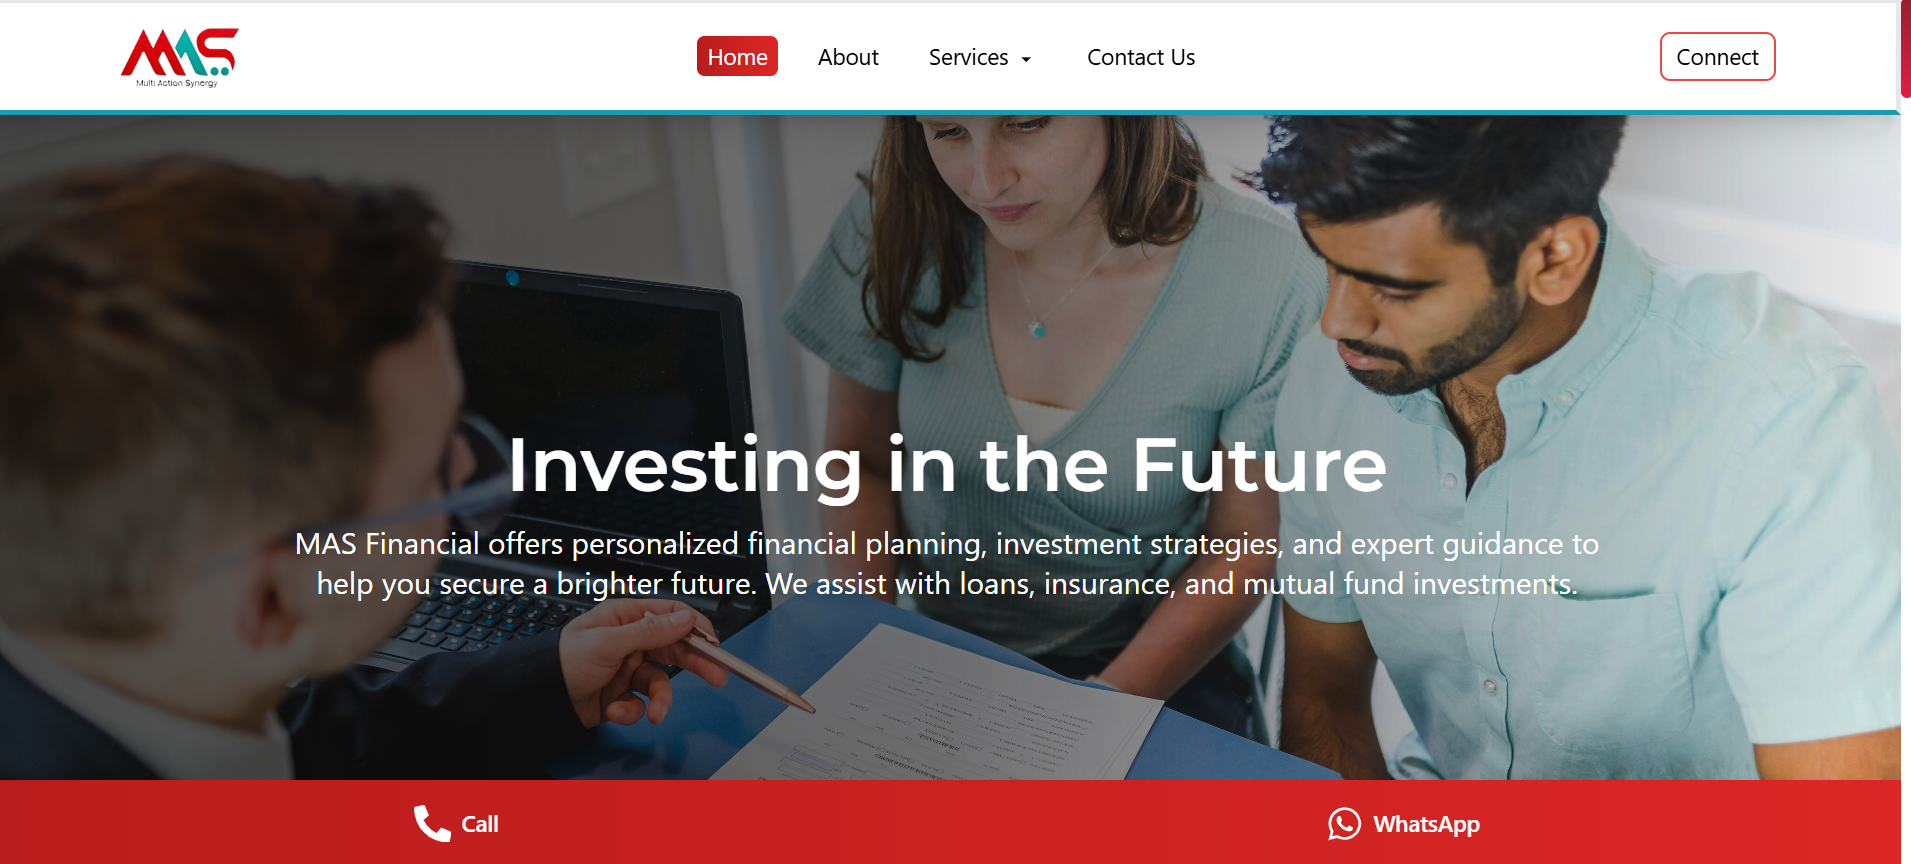 MAS
Multi Action Synergy
Home
About
Services
Contact Us
Connect
Investing in the Future
MAS Financial offers personalized financial planning, investment strategies, and expert guidance to
help you secure a brighter future. We assist with loans, insurance, and mutual fund investments.
Call
WhatsApp